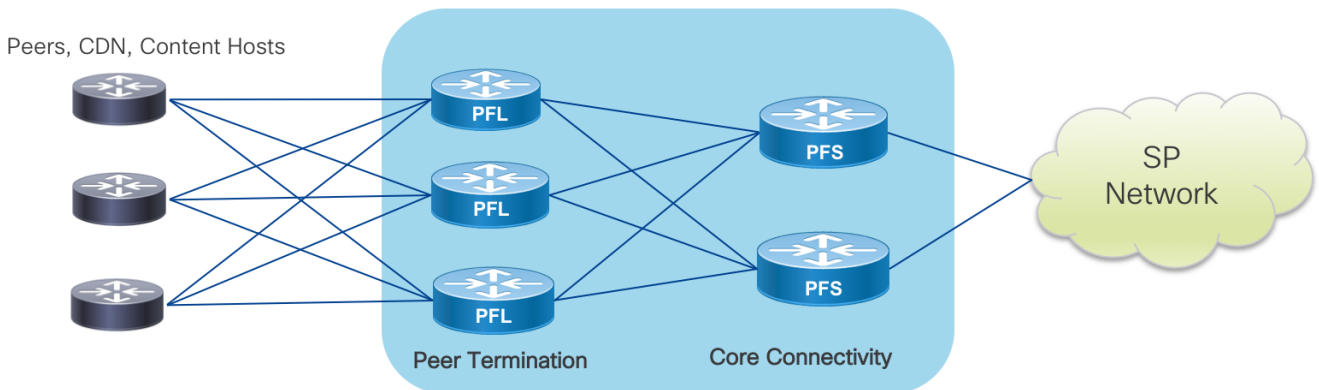 Peers, CDN, Content Hosts
PFL
PFL
PFL
PFS
PFS
SP
Network
Peer Termination
Core Connectivity